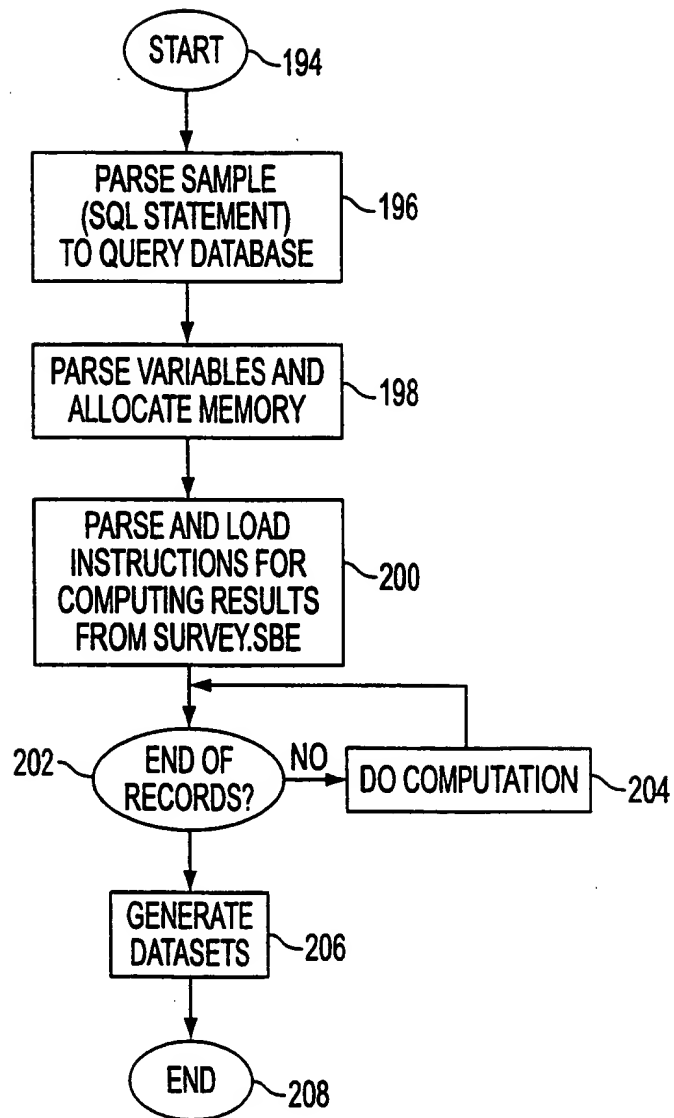 START
194
PARSE SAMPLE
(SQL STATEMENT)
TO QUERY DATABASE
196
PARSE VARIABLES AND
ALLOCATE MEMORY
198
PARSE AND LOAD
INSTRUCTIONS FOR
COMPUTING RESULTS
FROM SURVEY.SBE
200
202
END OF
RECORDS?
NO
DO COMPUTATION
204
GENERATE
DATASETS
206
END
208